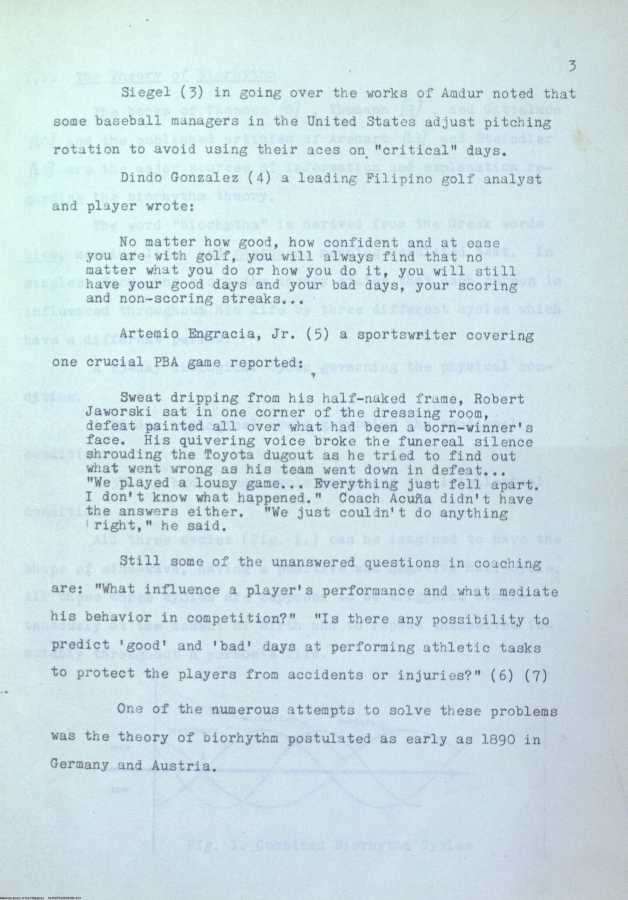 3
Siegel (3) in going over the works of Amdur noted that
some baseball managers in the United States adjust pitching
rotation to avoid using their aces on "critical" days.
Dindo Gonzalez (4) a leading Filipino golf analyst
and player wrote:
No matter how good, how confident and at ease
you are with golf, you will always find that no
matter what you do or how you do it, you will still
have your good days and your bad days, your scoring
and non-scoring streaks...
Artemio Engracia, Jr. (5) a sportswriter covering
one crucial PBA game reported:
Sweat dripping from his half-naked frame, Robert
Jaworski sat in one corner of the dressing room,
defeat painted all over what had been a born-winner's
face. His quivering voice broke the funereal silence
shrouding the Toyota dugout as he tried to find out
what went wrong as his team went down in defeat...
"We played a lousy game... Everything just fell apart.
I don't know what happened." Coach Acuña didn't have
the answers either. "We just couldn't do anything
right," he said.
Still some of the unanswered questions in coaching
are: "What influence a player's performance and what mediate
his behavior in competition?" "Is there any possibility to
predict 'good' and 'bad' days at performing athletic tasks
to protect the players from accidents or injuries?" (6) (7)
One of the numerous attempts to solve these problems
was the theory of biorhythm postulated as early as 1890 in
Germany and Austria.
Fig. 1. Combined Biorhythm Cycles